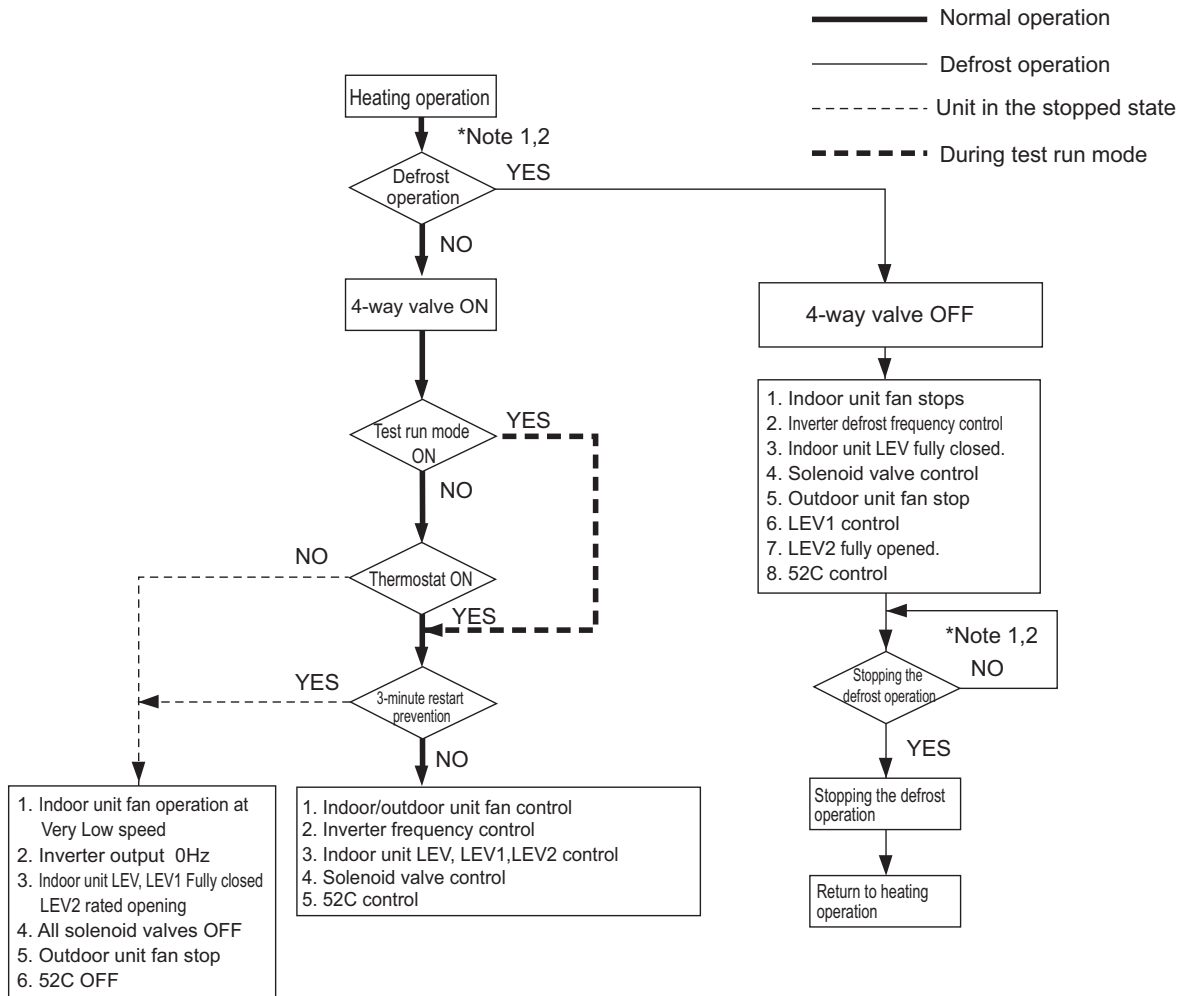 Normal operation
Defrost operation
Unit in the stopped state
During test run mode
Heating operation
*Note 1,2
Defrost
operation
YES
NO
4-way valve ON
4-way valve OFF
Test run mode
ON
YES
NO
1. Indoor unit fan stops
2. Inverter defrost frequency control
3. Indoor unit LEV fully closed.
4. Solenoid valve control
5. Outdoor unit fan stop
6. LEV1 control
7. LEV2 fully opened.
8. 52C control
NO
Thermostat ON
YES
*Note 1,2
NO
Stopping the
defrost operation
YES
YES
3-minute restart
prevention
NO
1. Indoor unit fan operation at
Very Low speed
2. Inverter output 0Hz
3. Indoor unit LEV, LEV1 Fully closed
LEV2 rated opening
4. All solenoid valves OFF
5. Outdoor unit fan stop
6. 52C OFF
1. Indoor/outdoor unit fan control
2. Inverter frequency control
3. Indoor unit LEV, LEV1,LEV2 control
4. Solenoid valve control
5. 52C control
Stopping the defrost
operation
Return to heating
operation